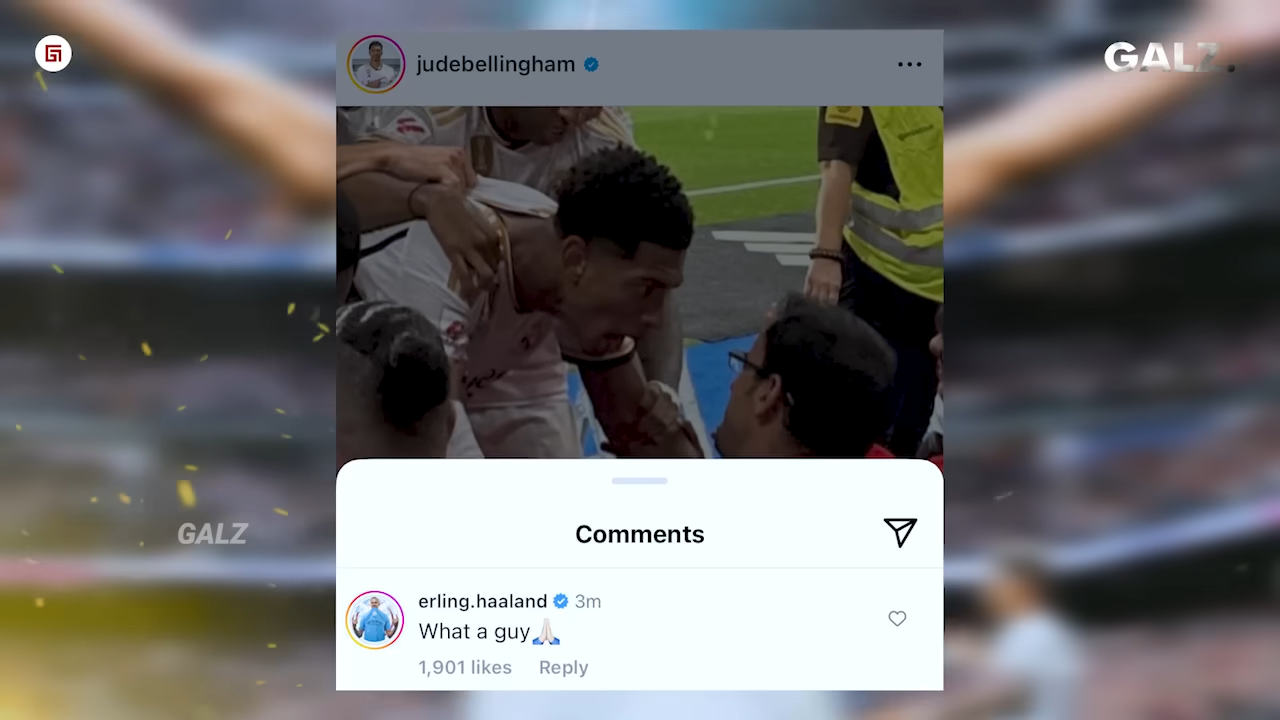 GALZ.
judebellingham
GALZ
Comments
erling.haaland 3m
What a guy🙏🏻
1,901 likes Reply